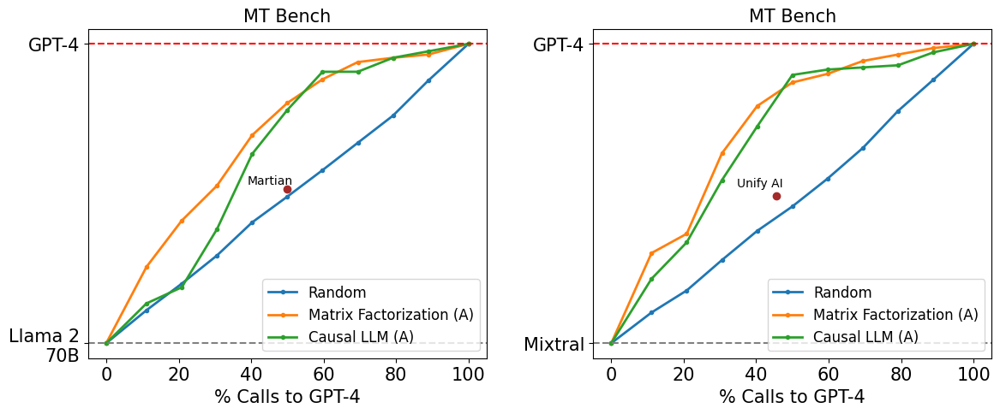 MT Bench
GPT-4
Martian
Random
Matrix Factorization (A)
Causal LLM (A)
Llama 2
70B
0
20
40
60
80
100
% Calls to GPT-4
MT Bench
GPT-4
Unify AI
Random
Matrix Factorization (A)
Causal LLM (A)
Mixtral
0
20
40
60
80
100
% Calls to GPT-4